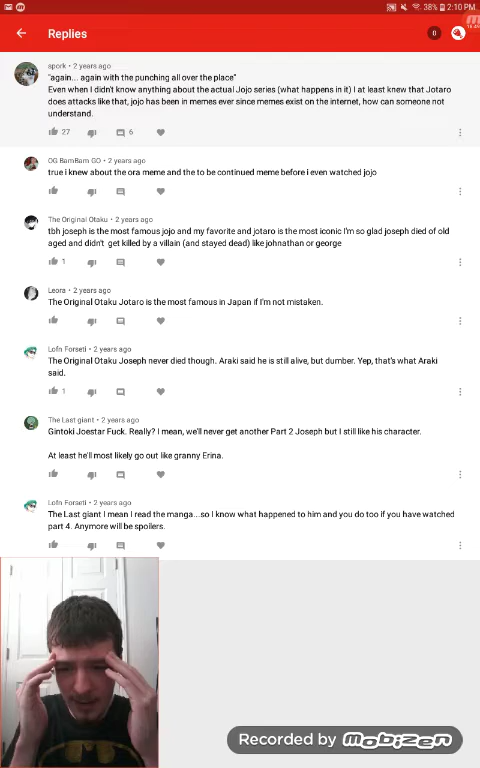 38% 2:10 PM
Replies
0
spork • 2 years ago
"again... again with the punching all over the place"
Even when I didn't know anything about the actual Jojo series (what happens in it) I at least knew that Jotaro
does attacks like that, jojo has been in memes ever since memes exist on the internet, how can someone not
understand.
27 6
OG BamBam GO • 2 years ago
true i knew about the ora meme and the to be continued meme before i even watched jojo
The Original Otaku • 2 years ago
tbh joseph is the most famous jojo and my favorite and jotaro is the most iconic I'm so glad joseph died of old
aged and didn't get killed by a villain (and stayed dead) like johnathan or george
1
Leora • 2 years ago
The Original Otaku Jotaro is the most famous in Japan if I'm not mistaken.
Lofn Forseti • 2 years ago
The Original Otaku Joseph never died though. Araki said he is still alive, but dumber. Yep, that's what Araki
said.
1
The Last giant • 2 years ago
Gintoki Joestar Fuck. Really? I mean, we'll never get another Part 2 Joseph but I still like his character.
At least he'll most likely go out like granny Erina.
Lofn Forseti • 2 years ago
The Last giant I mean I read the manga...so I know what happened to him and you do too if you have watched
part 4. Anymore will be spoilers.
Recorded by Mobizen